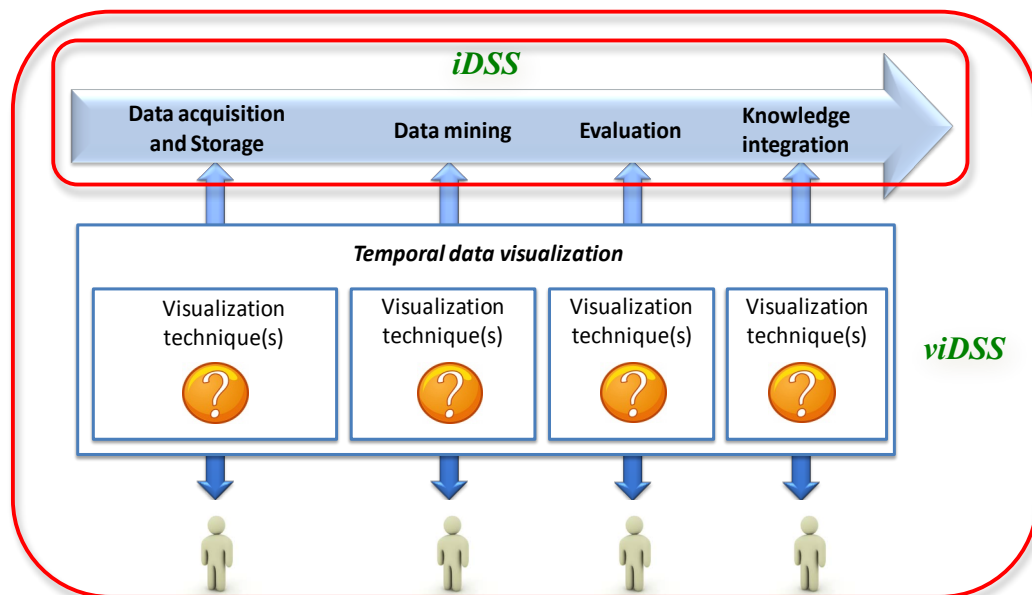 iDSS
Data acquisition
and Storage
Data mining
Evaluation
Knowledge
integration
Temporal data visualization
Visualization
technique(s)
?
Visualization
technique(s)
?
Visualization
technique(s)
?
Visualization
technique(s)
?
viDSS